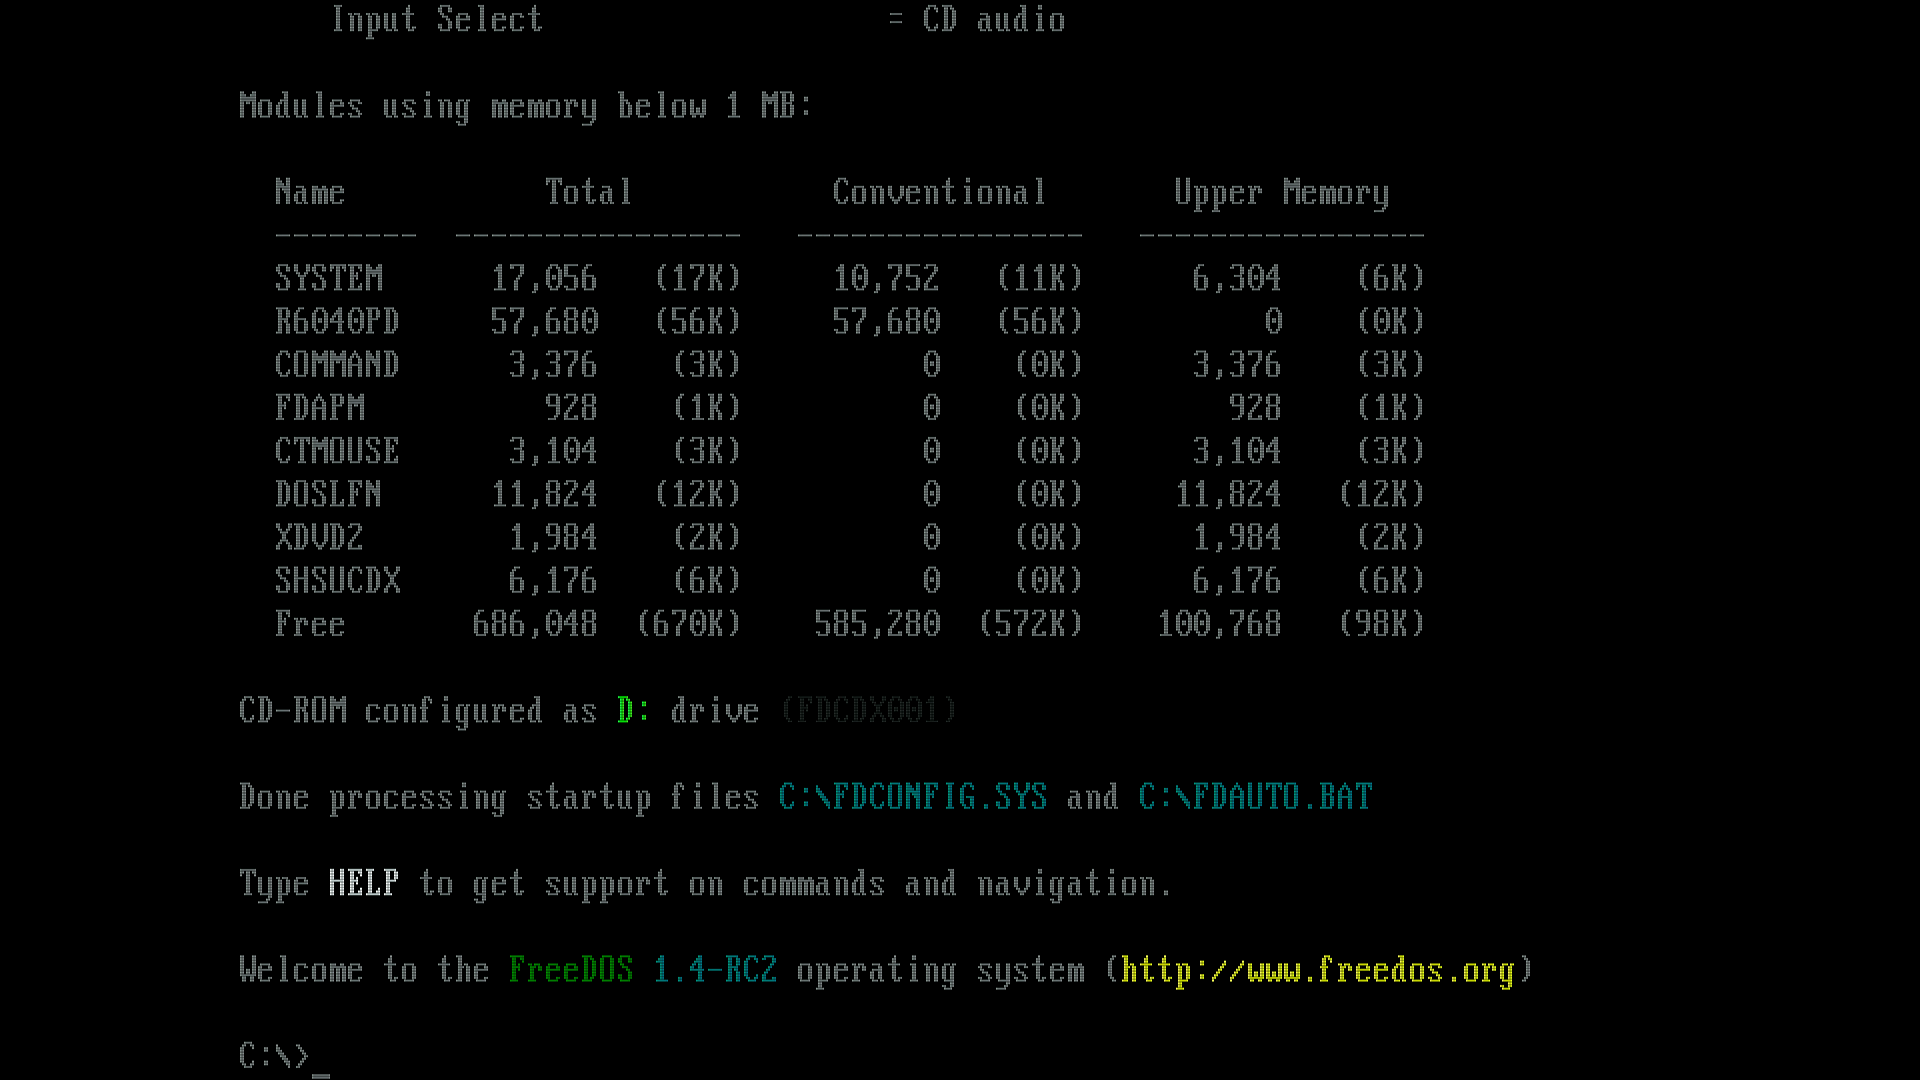 Input Select = CD audio
Modules using memory below 1 MB:
Name Total Conventional Upper Memory
-------- ---------------- ---------------- ----------------
SYSTEM 17,056 (17K) 10,752 (11K) 6,304 (6K)
R6040PD 57,680 (56K) 57,680 (56K) 0 (0K)
COMMAND 3,376 (3K) 0 (0K) 3,376 (3K)
FDAPM 928 (1K) 0 (0K) 928 (1K)
CTMOUSE 3,104 (3K) 0 (0K) 3,104 (3K)
DOSLFN 11,824 (12K) 0 (0K) 11,824 (12K)
XDVD2 1,984 (2K) 0 (0K) 1,984 (2K)
SHSUCDX 6,176 (6K) 0 (0K) 6,176 (6K)
Free 686,048 (670K) 585,280 (572K) 100,768 (98K)
CD-ROM configured as D: drive (FDCDX001)
Done processing startup files C:\FDCONFIG.SYS and C:\FDAUTO.BAT
Type HELP to get support on commands and navigation.
Welcome to the FreeDOS 1.4-RC2 operating system (http://www.freedos.org)
C:\>_